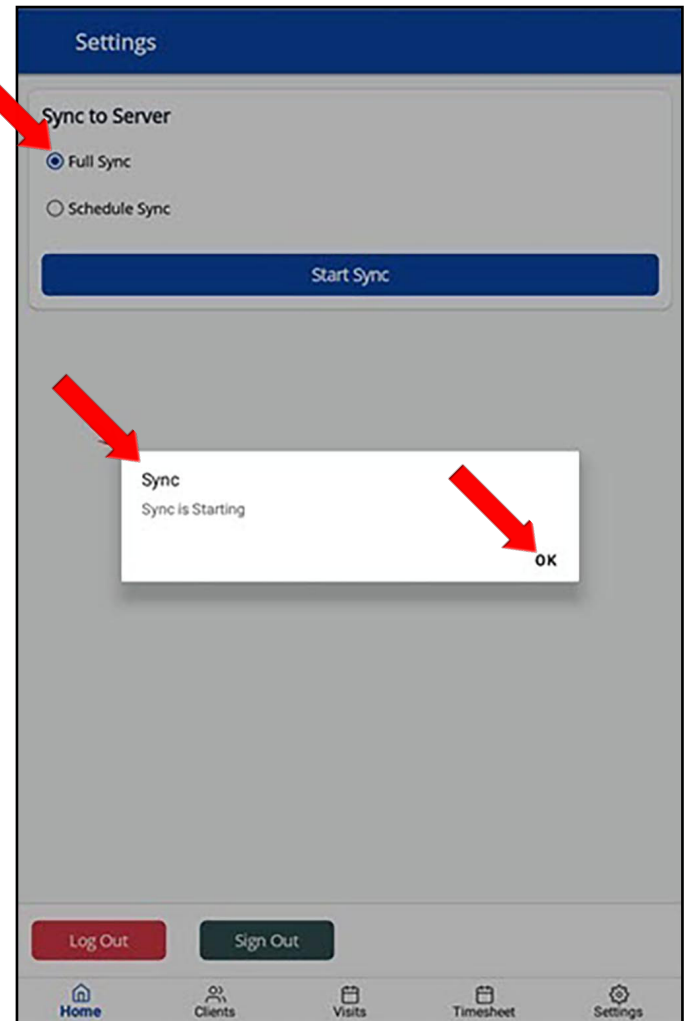 Settings
Sync to Server
Full Sync
Schedule Sync
Start Sync
Sync
Sync is Starting
OK
Log Out
Sign Out
Home
Clients
Visits
Timesheet
Settings